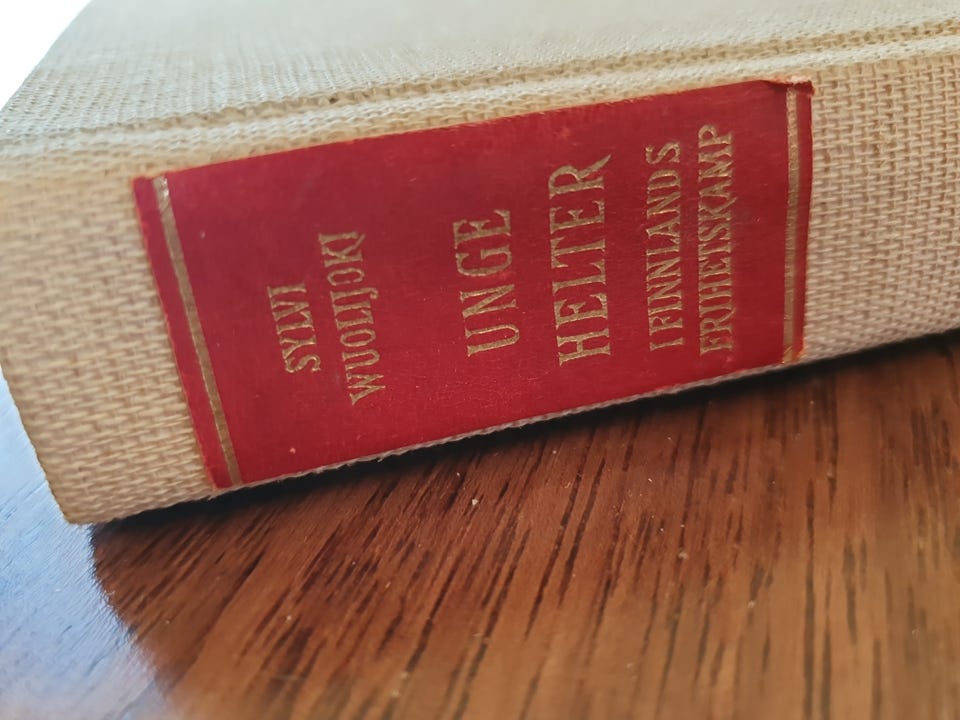 SYLVI
WUOLIJOKI
UNGE
HELTER
I FINNLANDS
FRIHETSKAMP